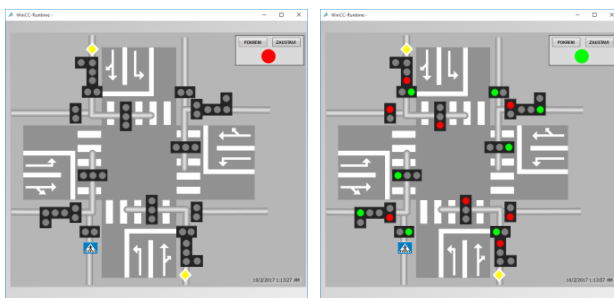 WinCC-Runtime -
POKRENI ZAUSTAVI
10/2/2017 1:13:27 AM
WinCC-Runtime -
POKRENI ZAUSTAVI
10/2/2017 1:13:57 AM